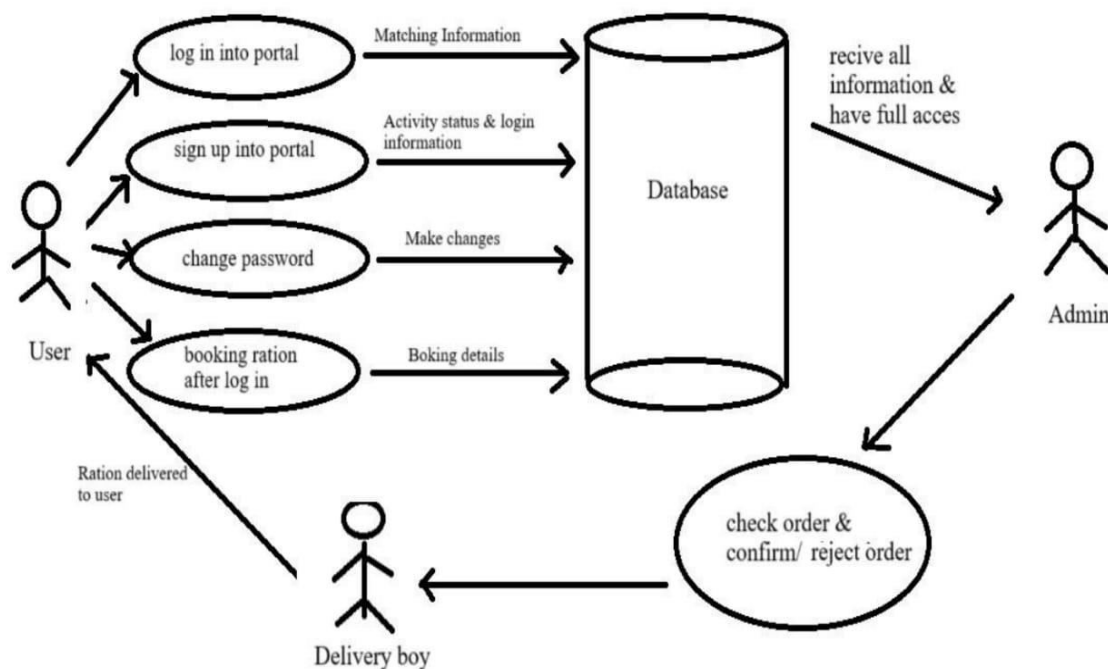 log in into portal
Matching Information
recive all
information &
have full acces
Activity status & login
information
sign up into portal
Database
change password
Make changes
User
Admin
booking ration
after log in
Boking details
Ration delivered
to user
check order &
confirm/ reject order
Delivery boy